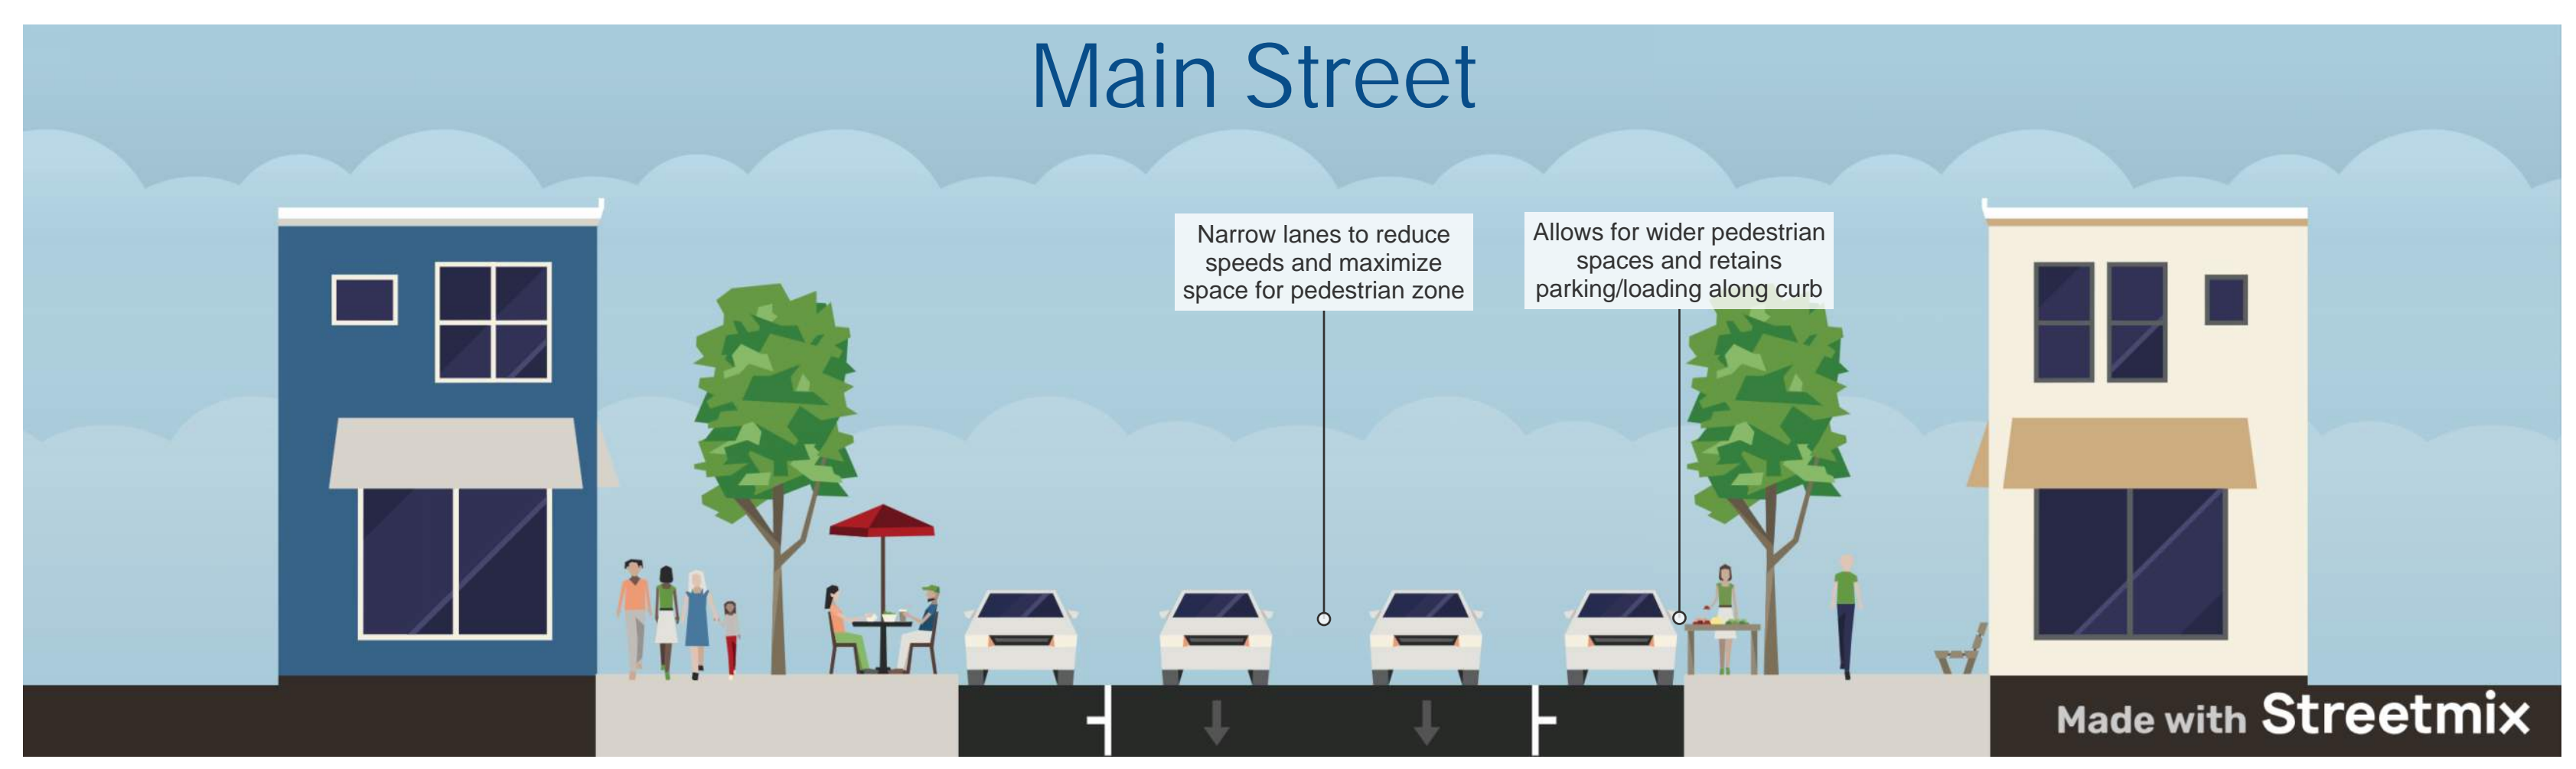 Main Street
Narrow lanes to reduce
speeds and maximize
space for pedestrian zone
Allows for wider pedestrian
spaces and retains
parking/loading along curb
Made with Streetmix